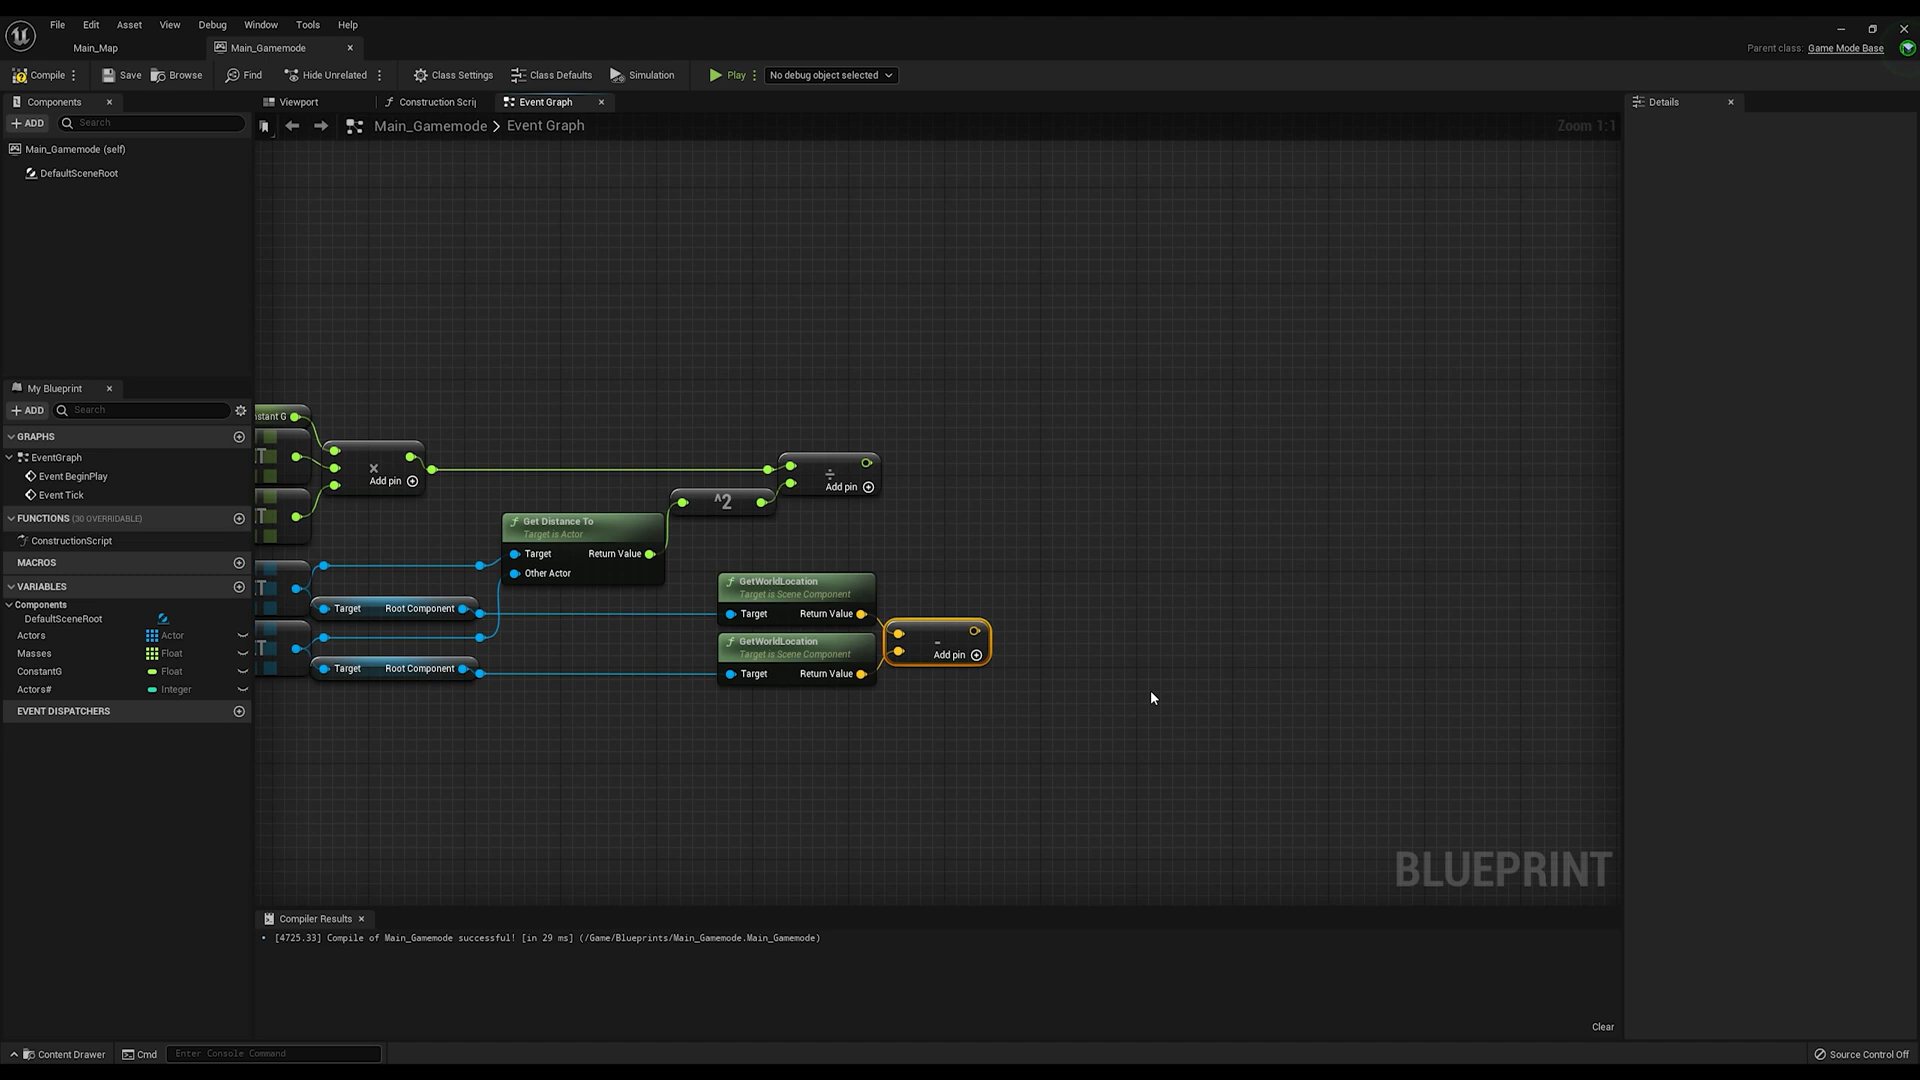 File Edit Asset View Debug Window Tools Help
Main_Map Main_Gamemode Parent class: Game Mode Base
Compile Save Browse Find Hide Unrelated Class Settings Class Defaults Simulation Play No debug object selected
Components Viewport Construction Scrip Event Graph Details
ADD Search Main_Gamemode > Event Graph Zoom 1:1
Main_Gamemode (self)
DefaultSceneRoot
My Blueprint
ADD Search
GRAPHS
EventGraph
Event BeginPlay
Event Tick
FUNCTIONS (30 OVERRIDABLE)
ConstructionScript
MACROS
VARIABLES
Components
DefaultSceneRoot
Actors Actor
Masses Float
ConstantG Float
Actors# Integer
EVENT DISPATCHERS
nstant G
×
Add pin
÷
Add pin
^2
Get Distance To
Target is Actor
Target Return Value
Other Actor
GetWorldLocation
Target is Scene Component
Target Return Value
Target Root Component
GetWorldLocation
Target is Scene Component
Target Return Value
Target Root Component
-
Add pin
BLUEPRINT
Compiler Results
[4725.33] Compile of Main_Gamemode successful! [in 29 ms] (/Game/Blueprints/Main_Gamemode.Main_Gamemode)
Clear
Content Drawer Cmd Enter Console Command Source Control Off